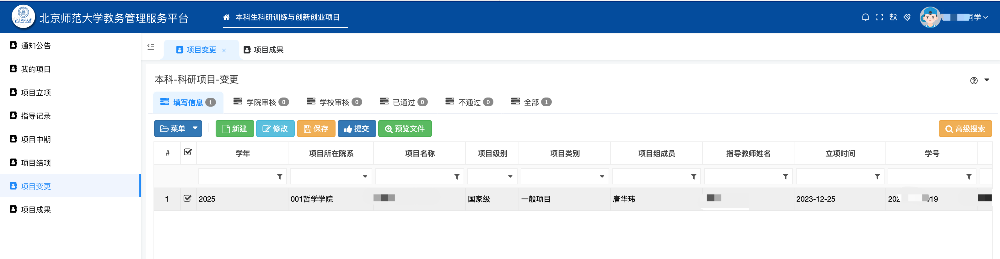 北京师范大学教务管理服务平台
本科生科研训练与创新创业项目
同学
通知公告
我的项目
项目立项
指导记录
项目中期
项目结项
项目变更
项目成果
项目变更 ×
项目成果
本科-科研项目-变更
填写信息 1
学院审核 0
学校审核 0
已通过 0
不通过 0
全部 1
菜单
新建
修改
保存
提交
预览文件
高级搜索
# 学年 项目所在院系 项目名称 项目级别 项目类别 项目组成员 指导教师姓名 立项时间 学号
1 2025 001哲学学院 国家级 一般项目 唐华玮 2023-12-25 202 019